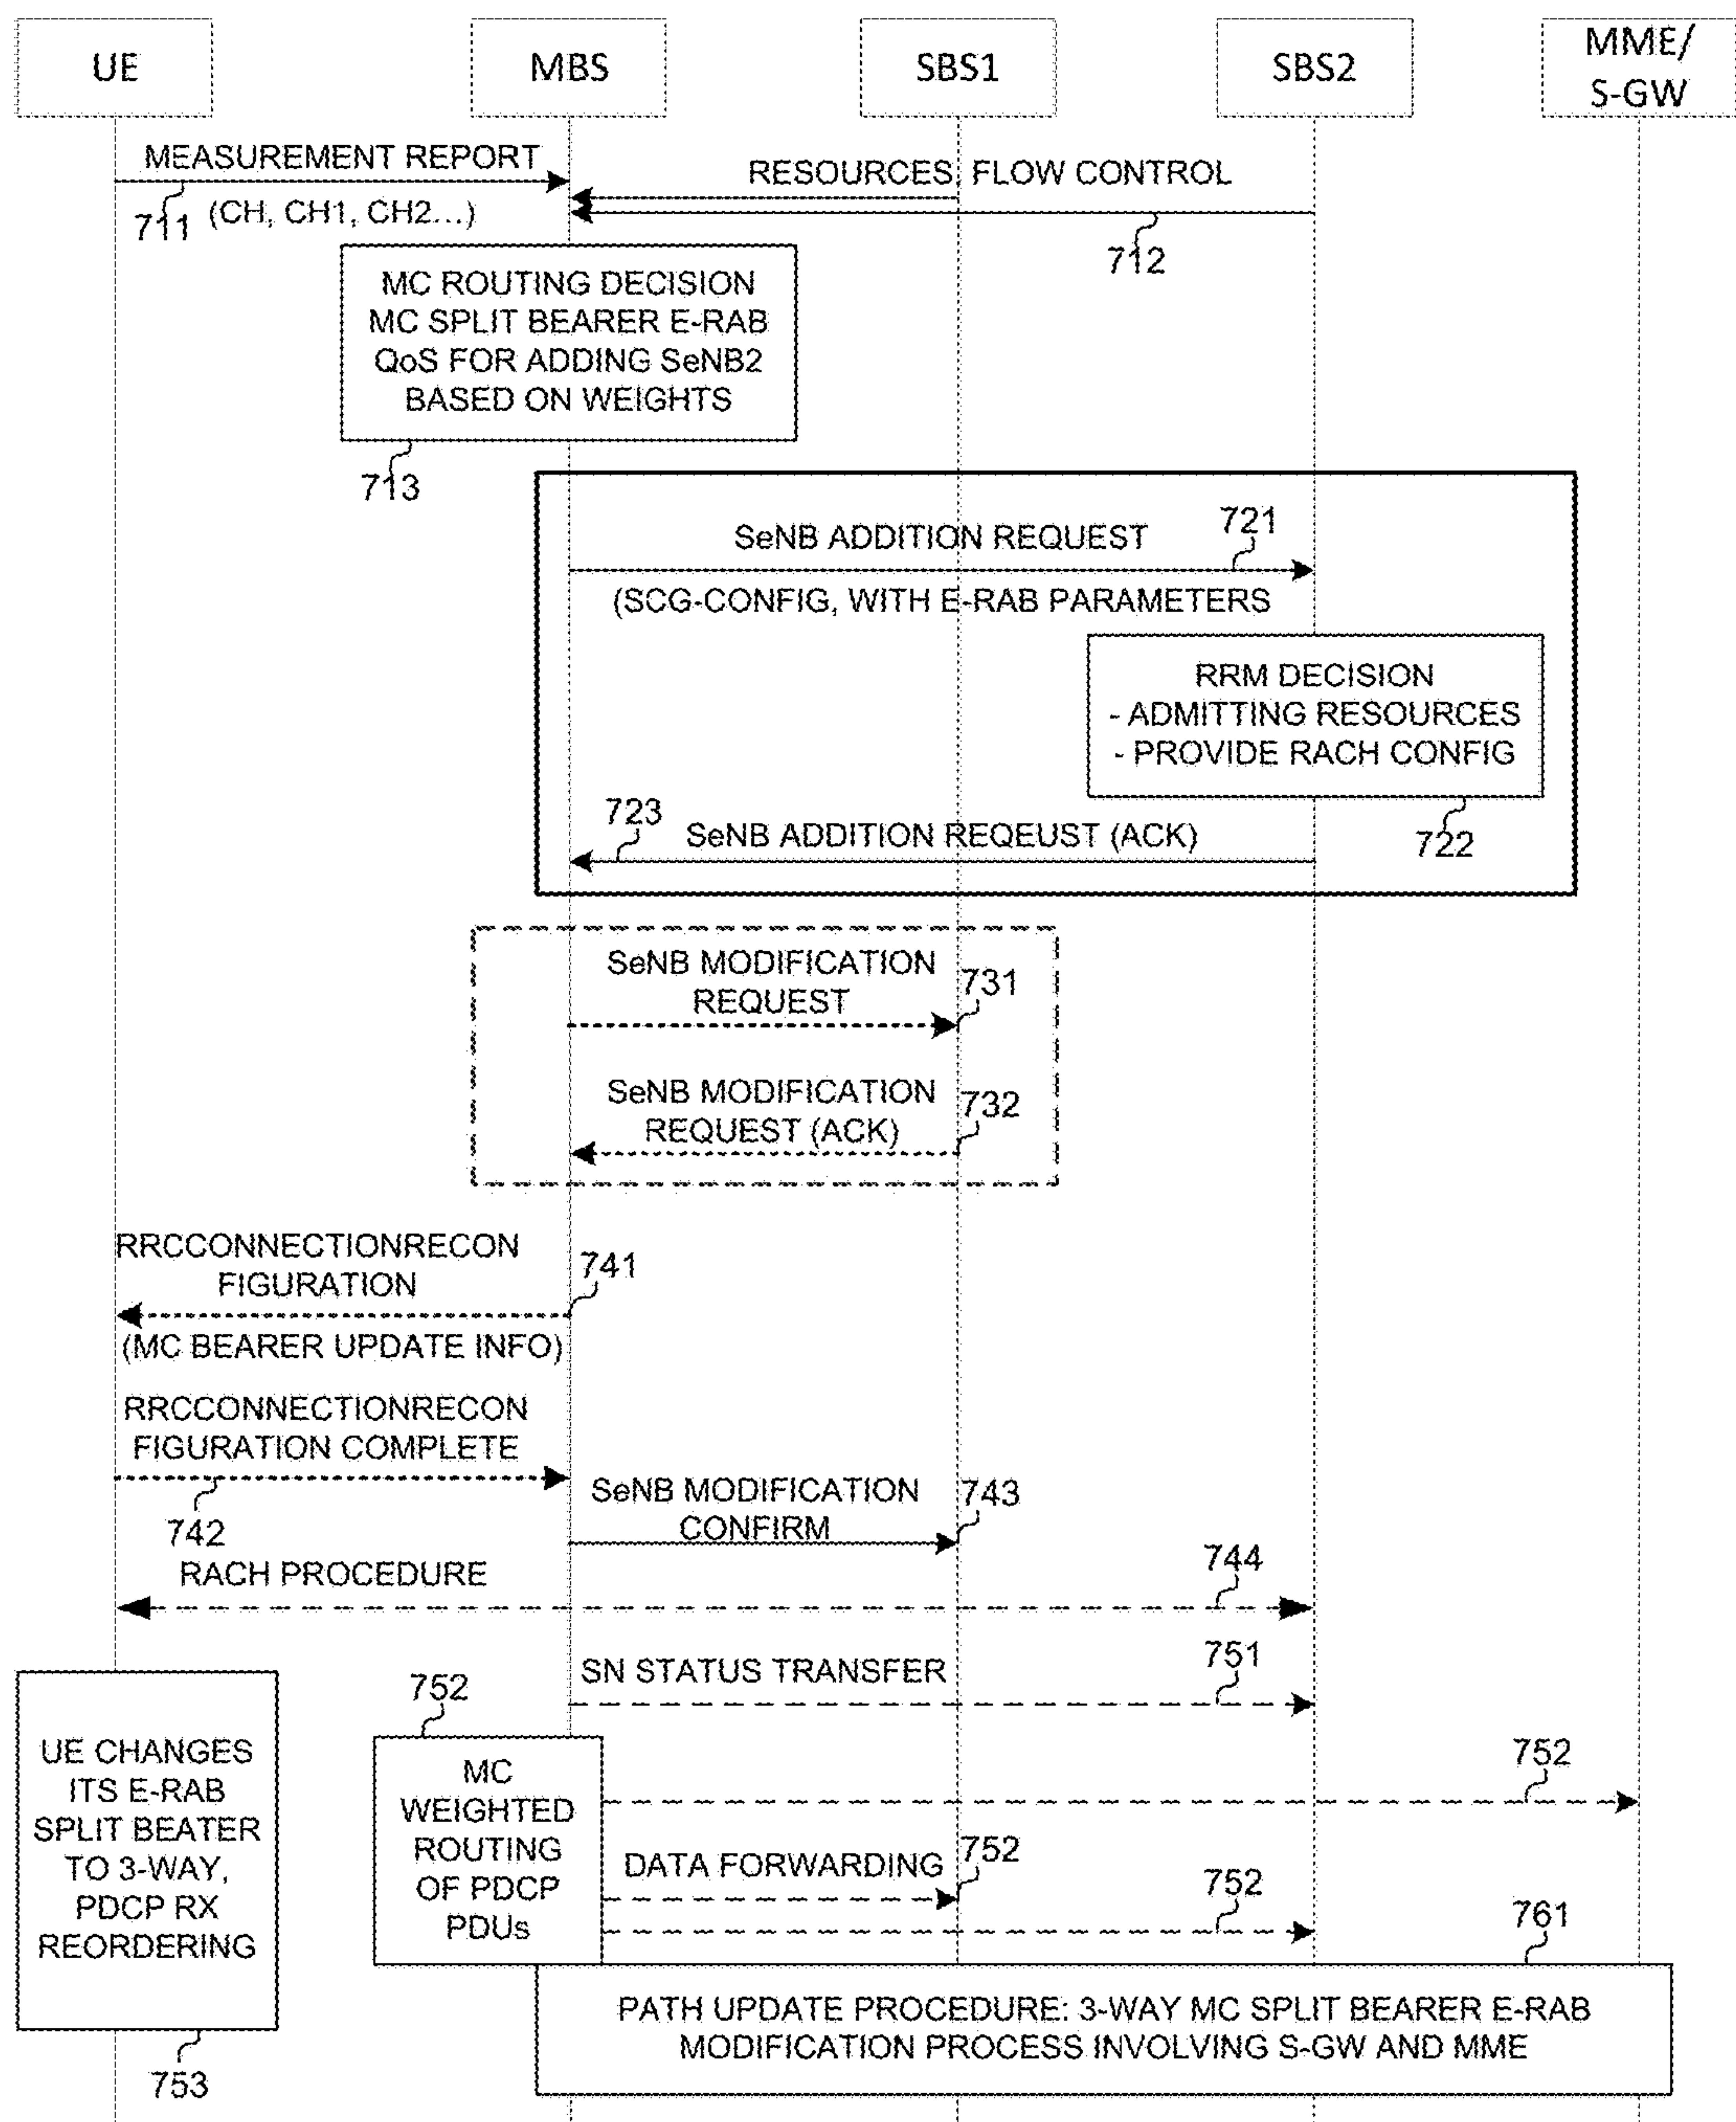 UE
MBS
SBS1
SBS2
MME/
S-GW
MEASUREMENT REPORT
RESOURCES, FLOW CONTROL
711
(CH, CH1, CH2...)
712
MC ROUTING DECISION
MC SPLIT BEARER E-RAB
QoS FOR ADDING SeNB2
BASED ON WEIGHTS
713
721
SeNB ADDITION REQUEST
(SCG-CONFIG, WITH E-RAB PARAMETERS
RRM DECISION
- ADMITTING RESOURCES
- PROVIDE RACH CONFIG
723
SeNB ADDITION REQEUST (ACK)
722
SeNB MODIFICATION
REQUEST
731
SeNB MODIFICATION
REQUEST (ACK)
732
RRCCONNECTIONRECON
FIGURATION
741
(MC BEARER UPDATE INFO)
RRCCONNECTIONRECON
FIGURATION COMPLETE
742
SeNB MODIFICATION
CONFIRM
743
RACH PROCEDURE
744
SN STATUS TRANSFER
751
752
UE CHANGES
ITS E-RAB
SPLIT BEATER
TO 3-WAY,
PDCP RX
REORDERING
753
MC
WEIGHTED
ROUTING
OF PDCP
PDUs
752
DATA FORWARDING
752
752
761
PATH UPDATE PROCEDURE: 3-WAY MC SPLIT BEARER E-RAB
MODIFICATION PROCESS INVOLVING S-GW AND MME